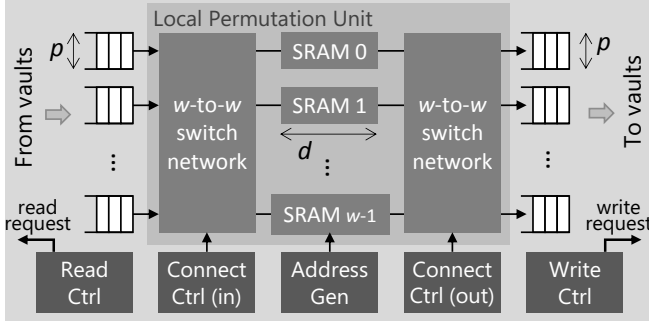 Local Permutation Unit
p
SRAM 0
p
From vaults
w-to-w
switch
network
SRAM 1
d
w-to-w
switch
network
To vaults
...
...
...
SRAM w-1
read
request
write
request
Read
Ctrl
Connect
Ctrl (in)
Address
Gen
Connect
Ctrl (out)
Write
Ctrl